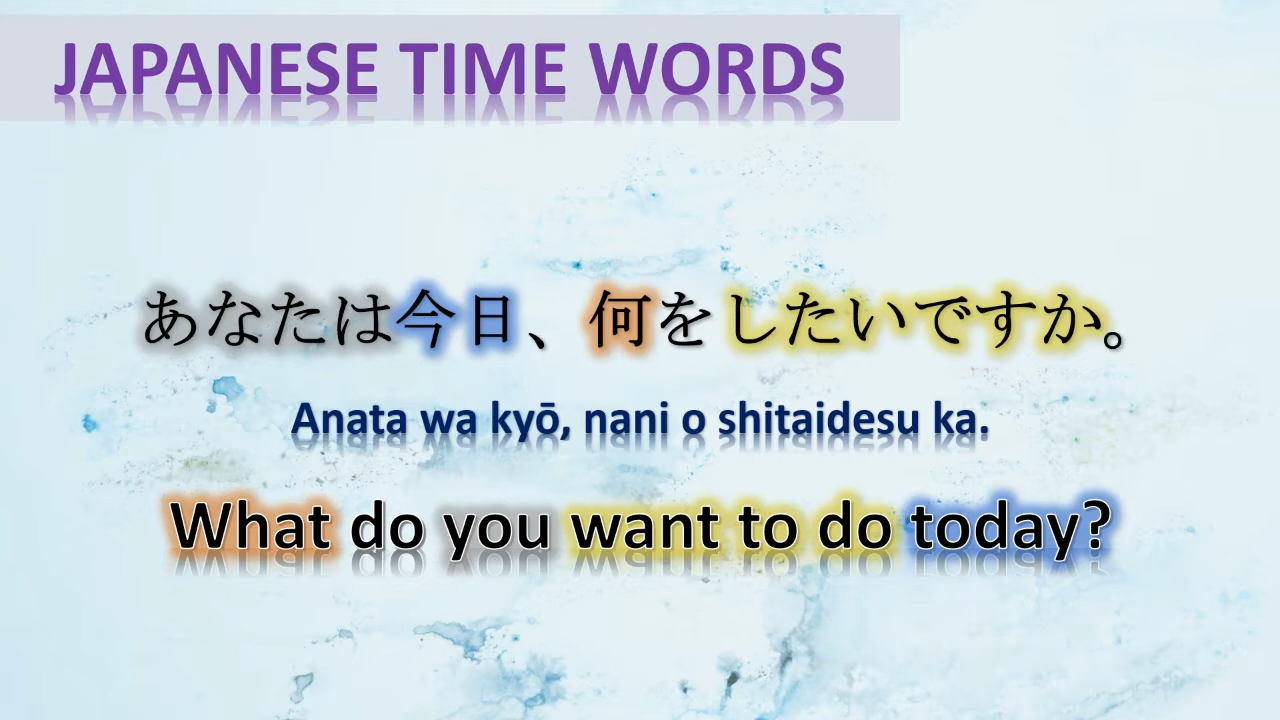 JAPANESE TIME WORDS
あなたは今日、何をしたいですか。
Anata wa kyō, nani o shitaidesu ka.
What do you want to do today?